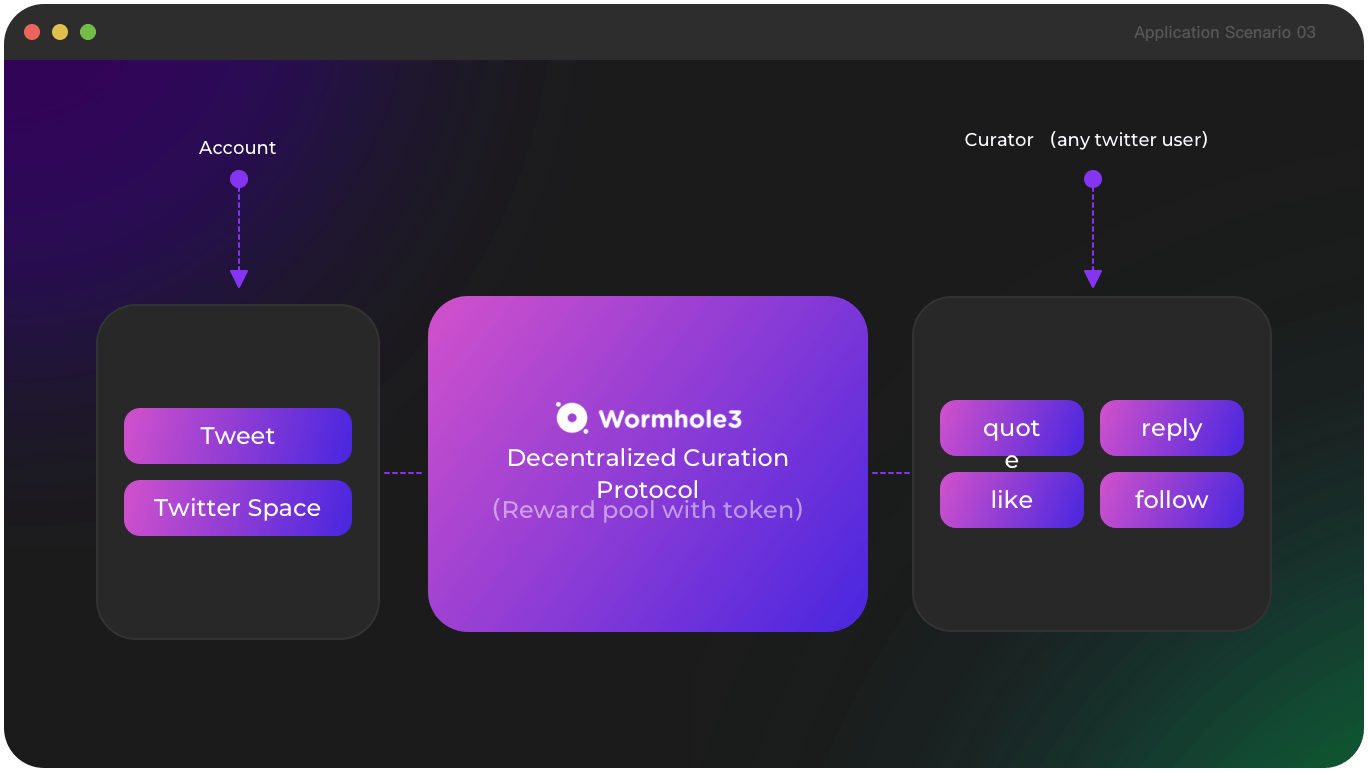 Application Scenario 03
Account
Curator (any twitter user)
Tweet
Twitter Space
Wormhole3
Decentralized Curation
Protocol
(Reward pool with token)
quot
e
reply
like
follow